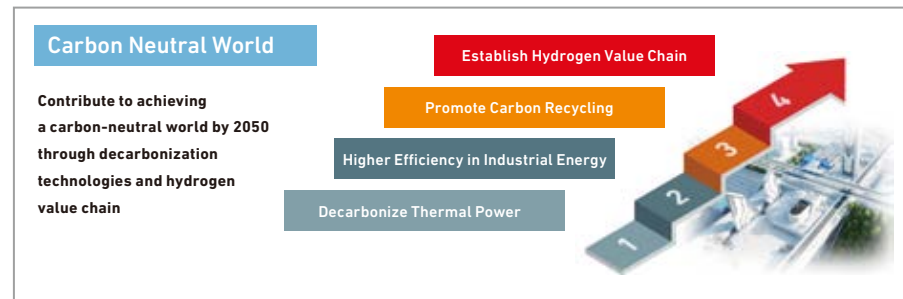 Carbon Neutral World
Contribute to achieving
a carbon-neutral world by 2050
through decarbonization
technologies and hydrogen
value chain
Establish Hydrogen Value Chain
Promote Carbon Recycling
Higher Efficiency in Industrial Energy
Decarbonize Thermal Power
4
3
2
1